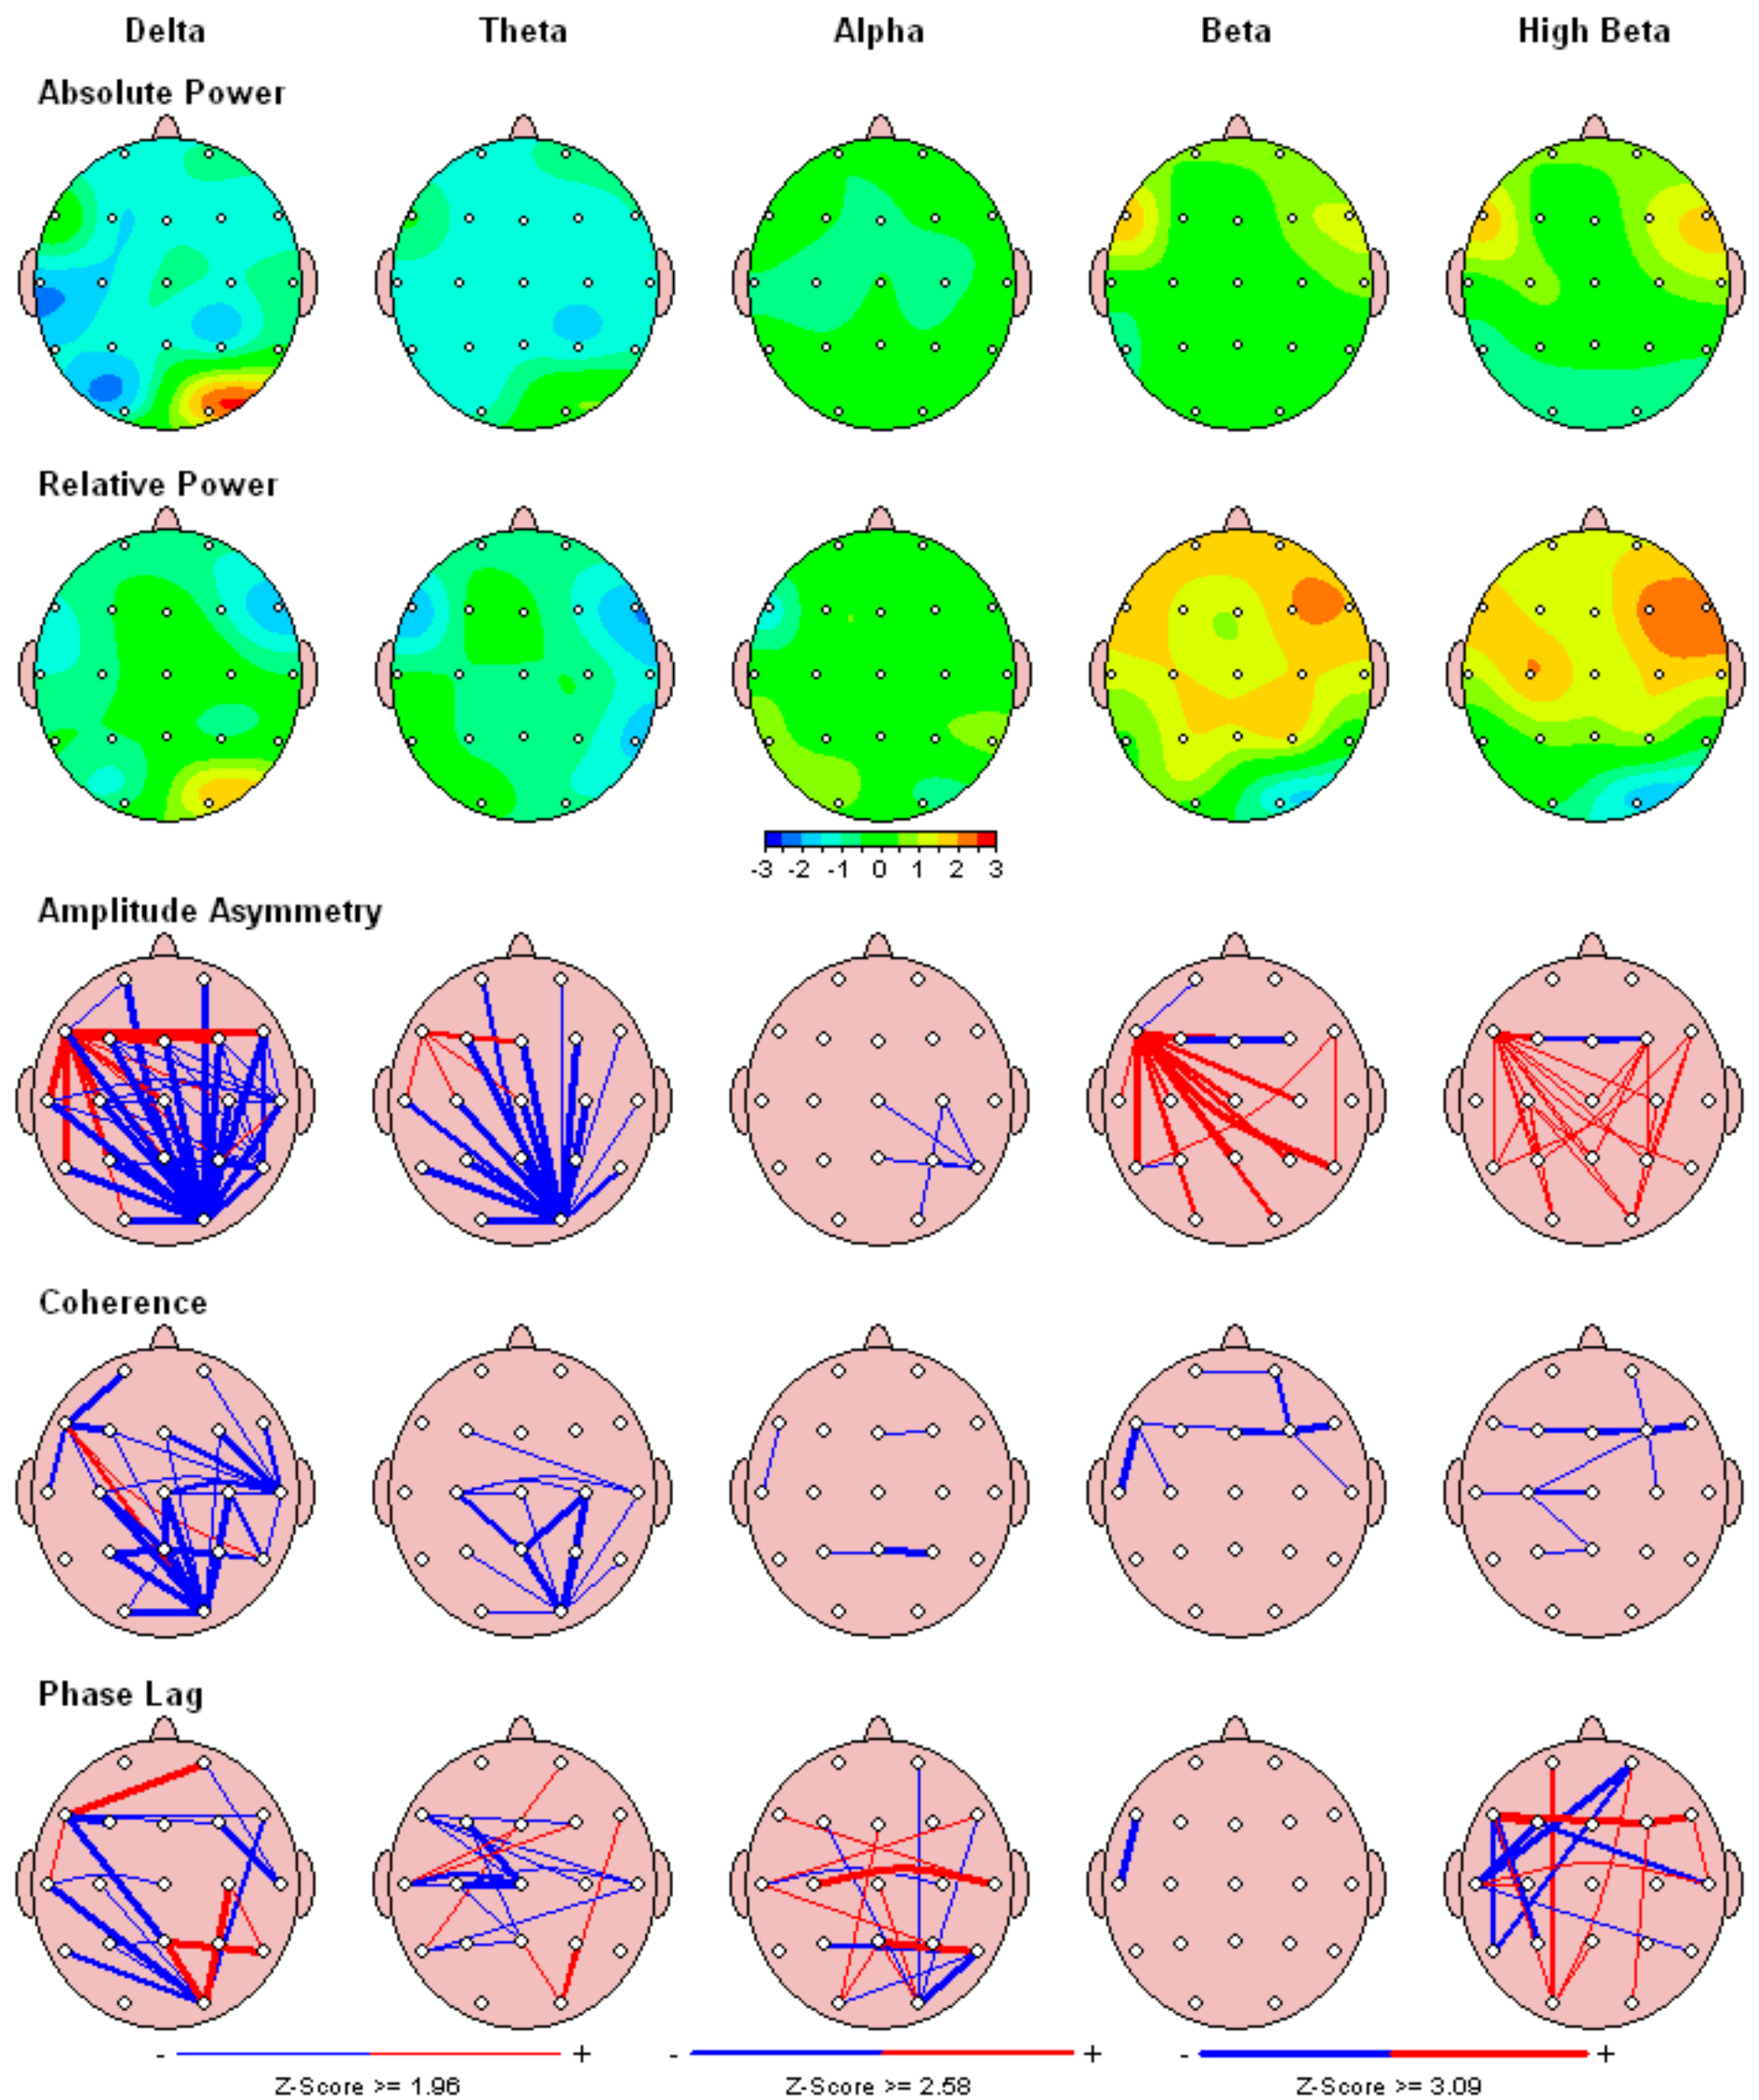 Delta Theta Alpha Beta High Beta
Absolute Power
Relative Power
-3 -2 -1 0 1 2 3
Amplitude Asymmetry
Coherence
Phase Lag
- + - + - +
Z-Score >= 1.96 Z-Score >= 2.58 Z-Score >= 3.09